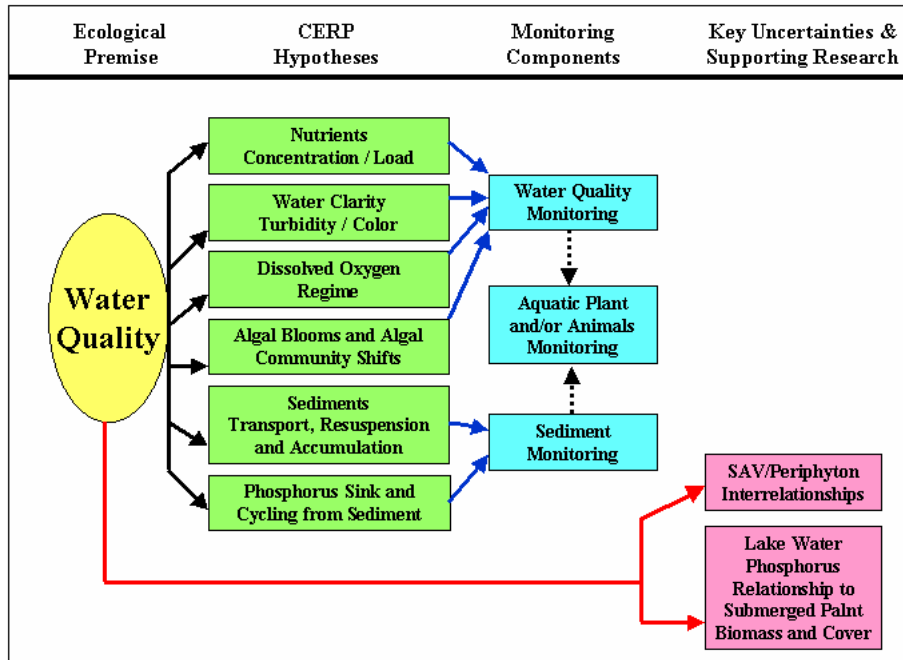 Ecological
Premise
CERP
Hypotheses
Monitoring
Components
Key Uncertainties &
Supporting Research
Water
Quality
Nutrients
Concentration / Load
Water Clarity
Turbidity / Color
Dissolved Oxygen
Regime
Algal Blooms and Algal
Community Shifts
Sediments
Transport, Resuspension
and Accumulation
Phosphorus Sink and
Cycling from Sediment
Water Quality
Monitoring
Aquatic Plant
and/or Animals
Monitoring
Sediment
Monitoring
SAV/Periphyton
Interrelationships
Lake Water
Phosphorus
Relationship to
Submerged Palnt
Biomass and Cover